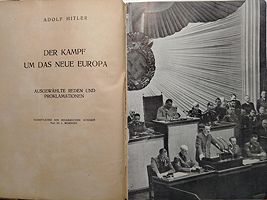 ADOLF HITLER
DER KAMPF
UM DAS NEUE EUROPA
AUSGEWÄHLTE REDEN UND
PROKLAMATIONEN